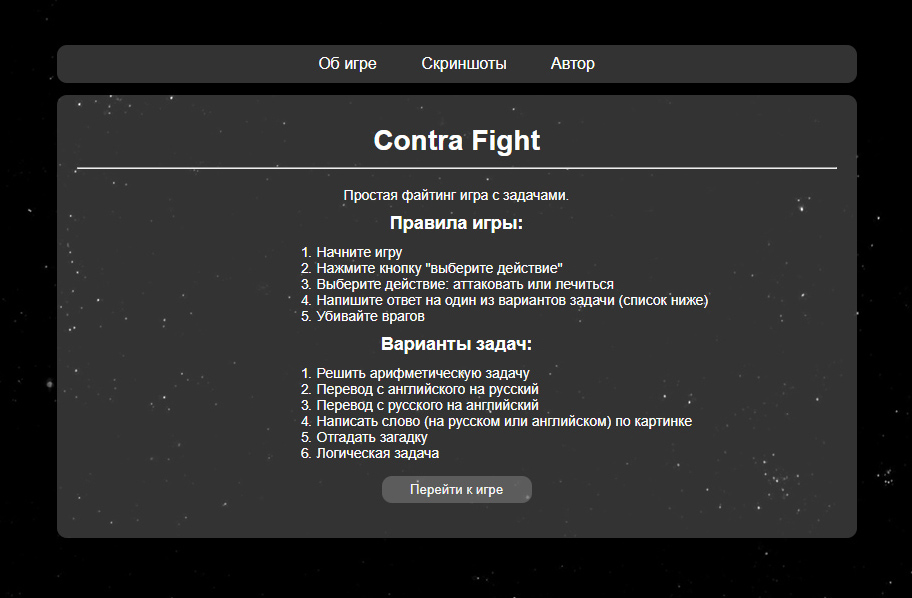 Об игре Скриншоты Автор
Contra Fight
Простая файтинг игра с задачами.
Правила игры:
1. Начните игру
2. Нажмите кнопку "выберите действие"
3. Выберите действие: аттаковать или лечиться
4. Напишите ответ на один из вариантов задачи (список ниже)
5. Убивайте врагов
Варианты задач:
1. Решить арифметическую задачу
2. Перевод с английского на русский
3. Перевод с русского на английский
4. Написать слово (на русском или английском) по картинке
5. Отгадать загадку
6. Логическая задача
Перейти к игре